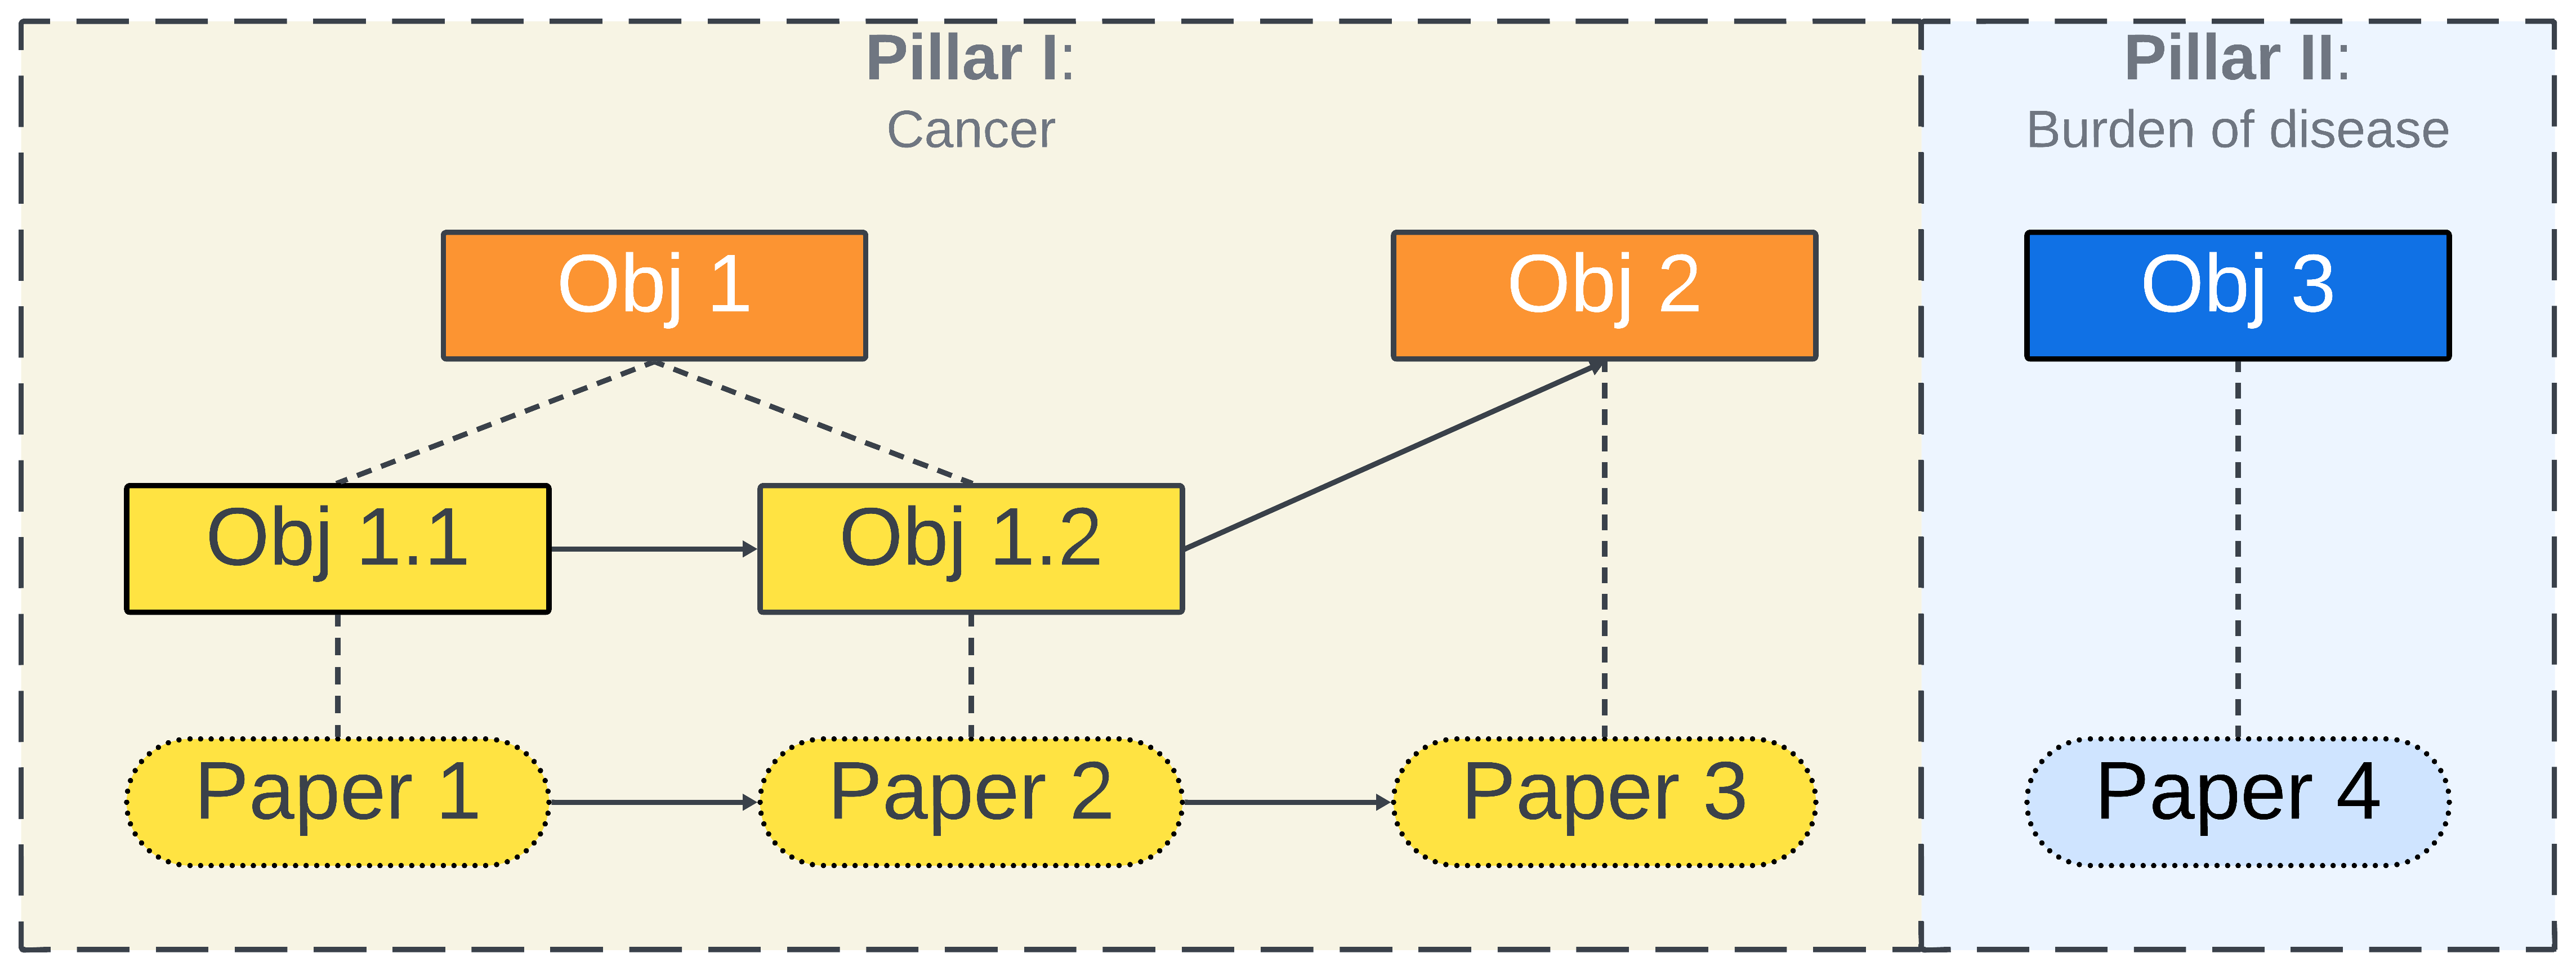 Pillar I:
Cancer
Pillar II:
Burden of disease
Obj 1
Obj 2
Obj 3
Obj 1.1
Obj 1.2
Paper 1
Paper 2
Paper 3
Paper 4